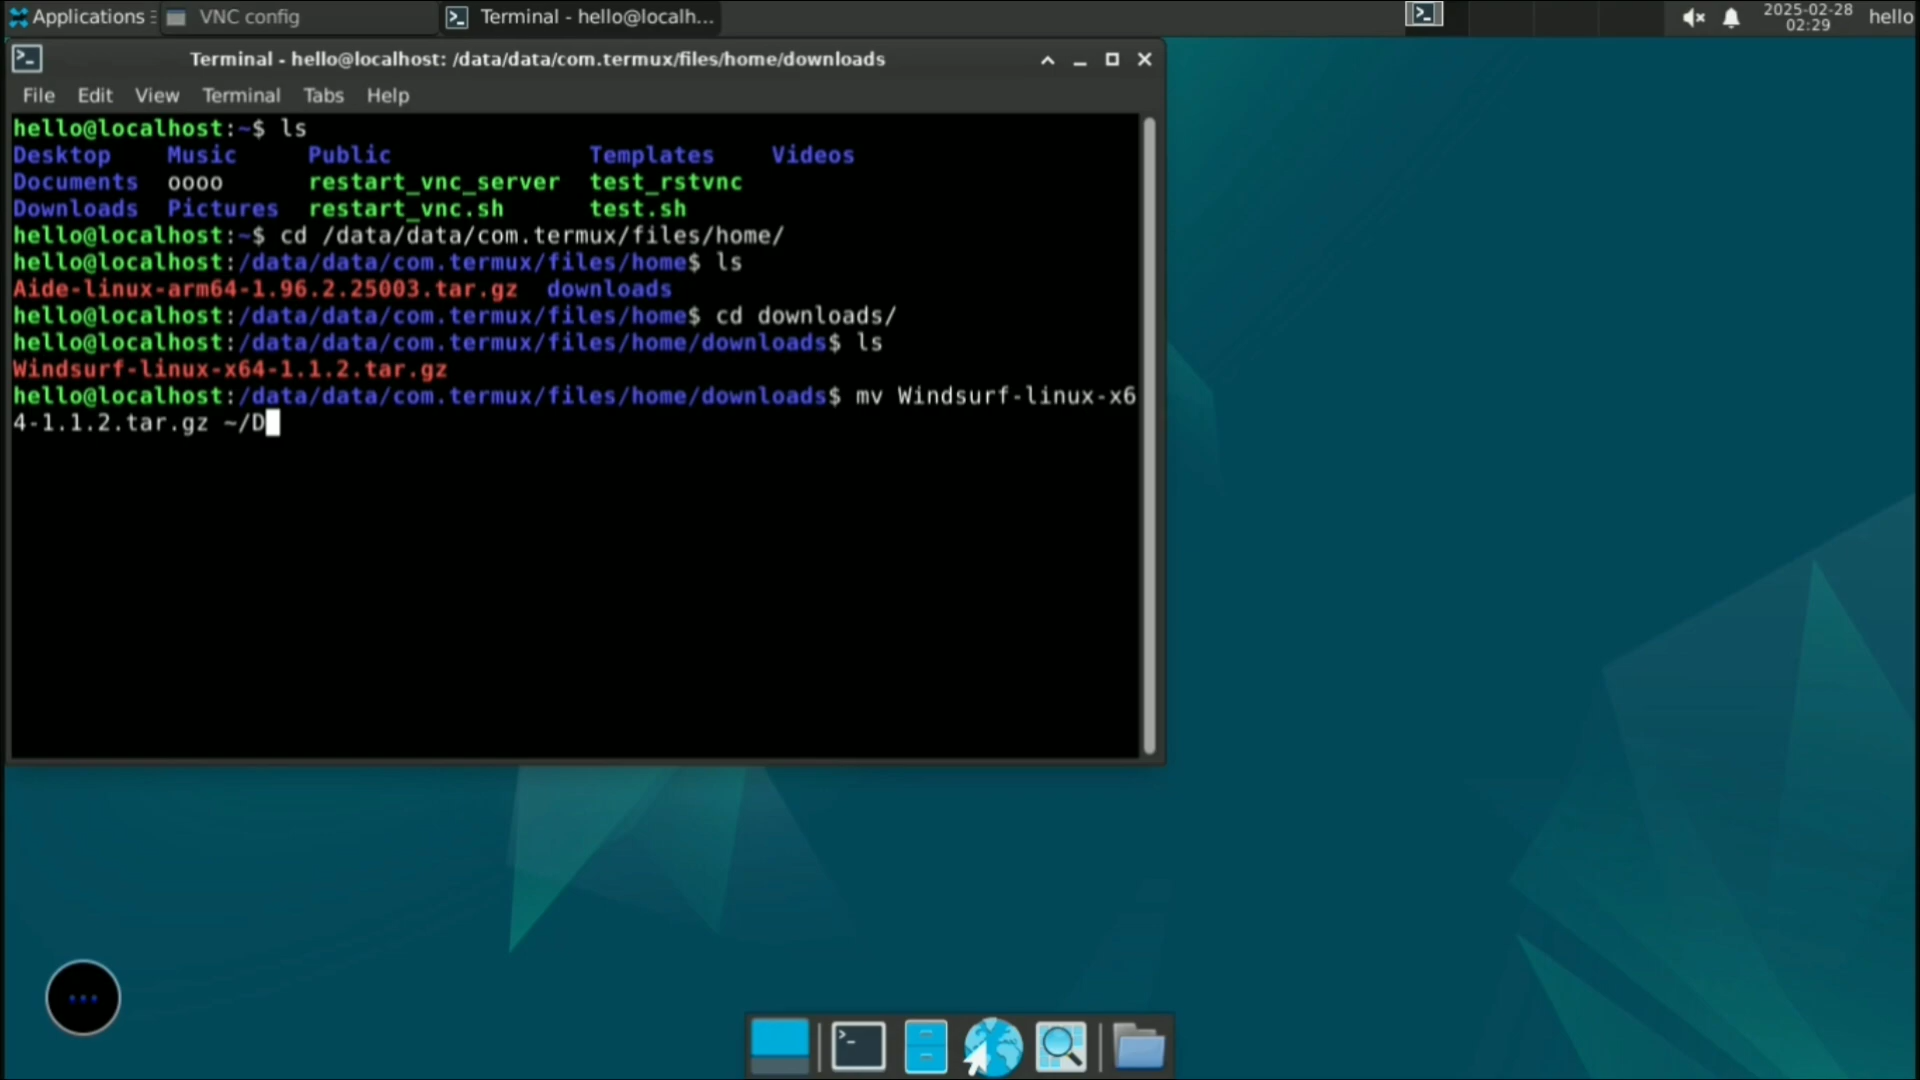 Applications VNC config Terminal - hello@localh... 2025-02-28 hello
02:29
Terminal - hello@localhost: /data/data/com.termux/files/home/downloads
File Edit View Terminal Tabs Help
hello@localhost:~$ ls
Desktop Music Public Templates Videos
Documents oooo restart_vnc_server test_rstvnc
Downloads Pictures restart_vnc.sh test.sh
hello@localhost:~$ cd /data/data/com.termux/files/home/
hello@localhost:/data/data/com.termux/files/home$ ls
Aide-linux-arm64-1.96.2.25003.tar.gz downloads
hello@localhost:/data/data/com.termux/files/home$ cd downloads/
hello@localhost:/data/data/com.termux/files/home/downloads$ ls
Windsurf-linux-x64-1.1.2.tar.gz
hello@localhost:/data/data/com.termux/files/home/downloads$ mv Windsurf-linux-x6
4-1.1.2.tar.gz ~/D